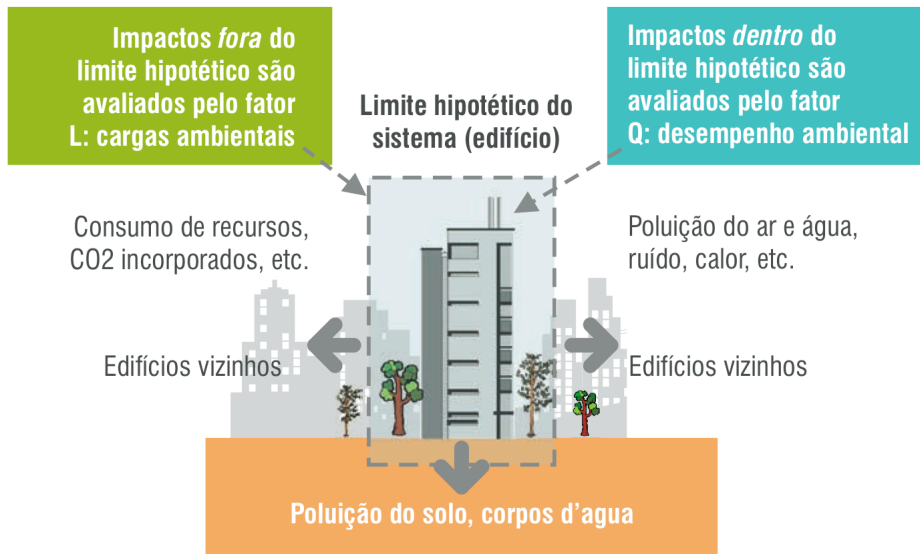 Impactos fora do
limite hipotético são
avaliados pelo fator
L: cargas ambientais
Limite hipotético do
sistema (edifício)
Impactos dentro do
limite hipotético são
avaliados pelo fator
Q: desempenho ambiental
Consumo de recursos,
CO2 incorporados, etc.
Poluição do ar e água,
ruído, calor, etc.
Edifícios vizinhos
Edifícios vizinhos
Poluição do solo, corpos d’agua